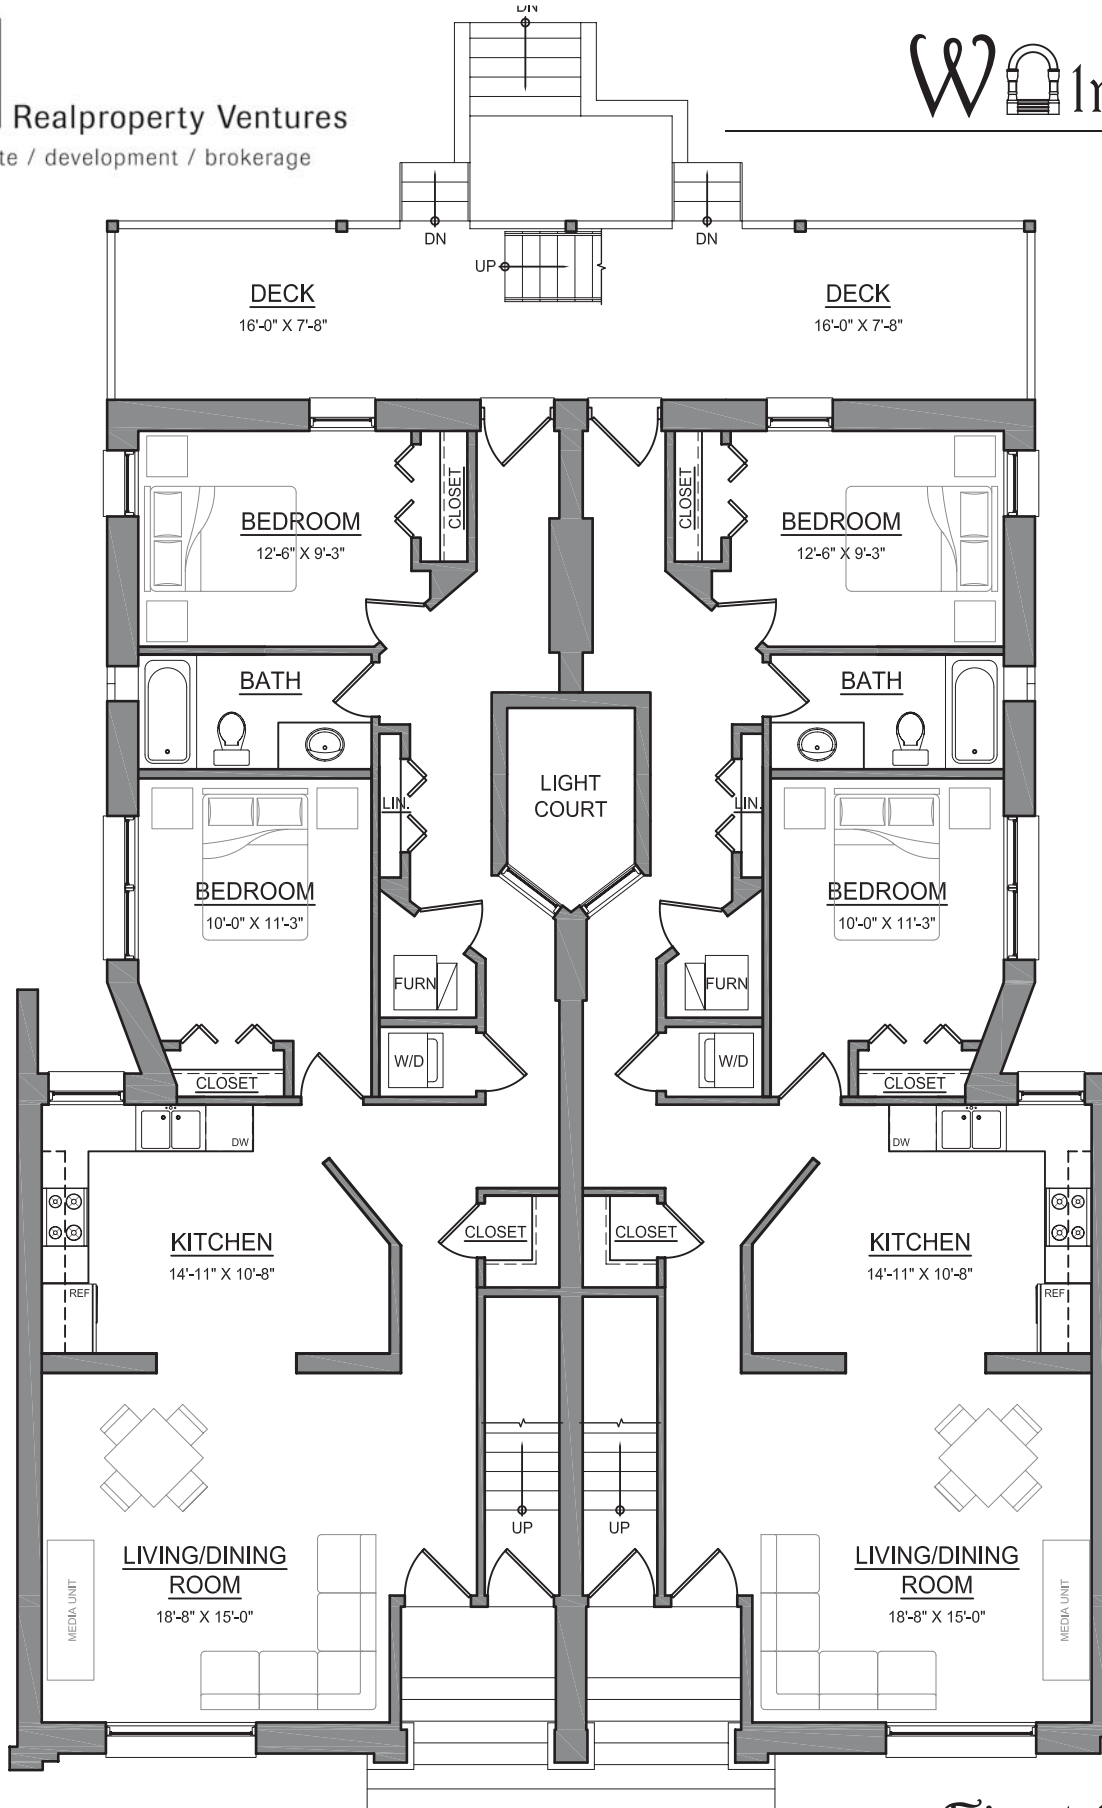 DN
Realproperty Ventures
/ development / brokerage
DN
DN
UP
DECK
16'-0" X 7'-8"
DECK
16'-0" X 7'-8"
CLOSET
CLOSET
BEDROOM
12'-6" X 9'-3"
BEDROOM
12'-6" X 9'-3"
BATH
BATH
LIGHT
COURT
LIN.
LIN.
BEDROOM
10'-0" X 11'-3"
BEDROOM
10'-0" X 11'-3"
FURN
FURN
W/D
W/D
CLOSET
CLOSET
DW
DW
CLOSET
CLOSET
KITCHEN
14'-11" X 10'-8"
KITCHEN
14'-11" X 10'-8"
REF
REF
UP
UP
LIVING/DINING
ROOM
18'-8" X 15'-0"
LIVING/DINING
ROOM
18'-8" X 15'-0"
MEDIA UNIT
MEDIA UNIT